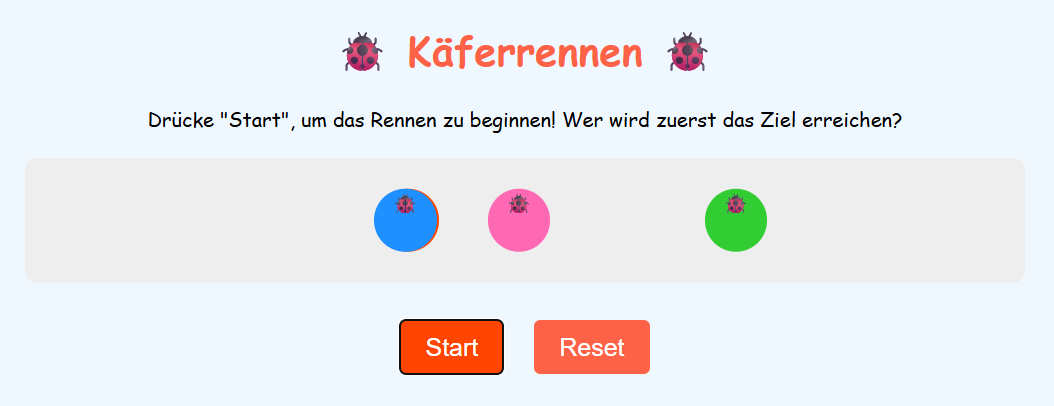 🐞 Käferrennen 🐞
Drücke "Start", um das Rennen zu beginnen! Wer wird zuerst das Ziel erreichen?
Start Reset